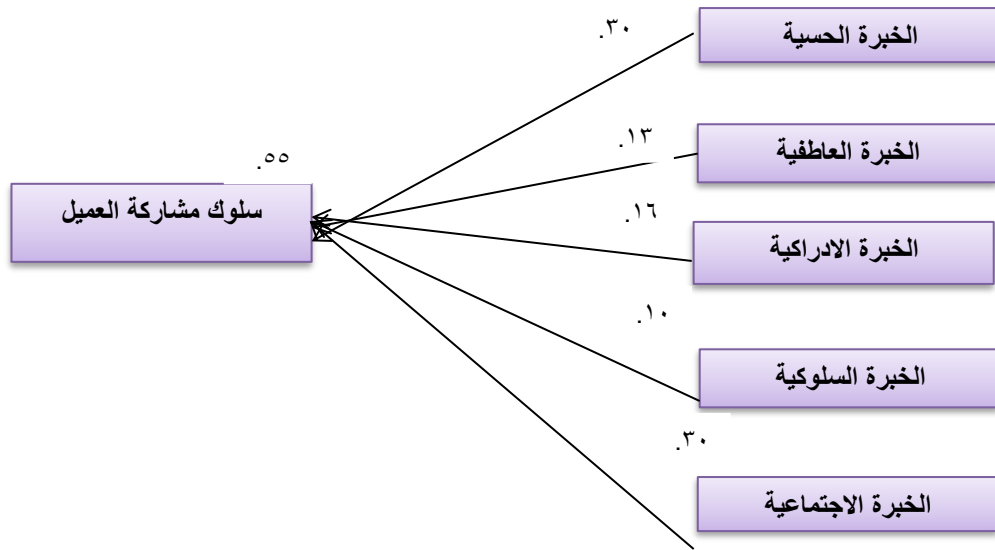 الخبرة الحسية
.٣٠
الخبرة العاطفية
.١٣
.٥٥
سلوك مشاركة العميل
.١٦
الخبرة الادراكية
.١٠
الخبرة السلوكية
.٣٠
الخبرة الاجتماعية